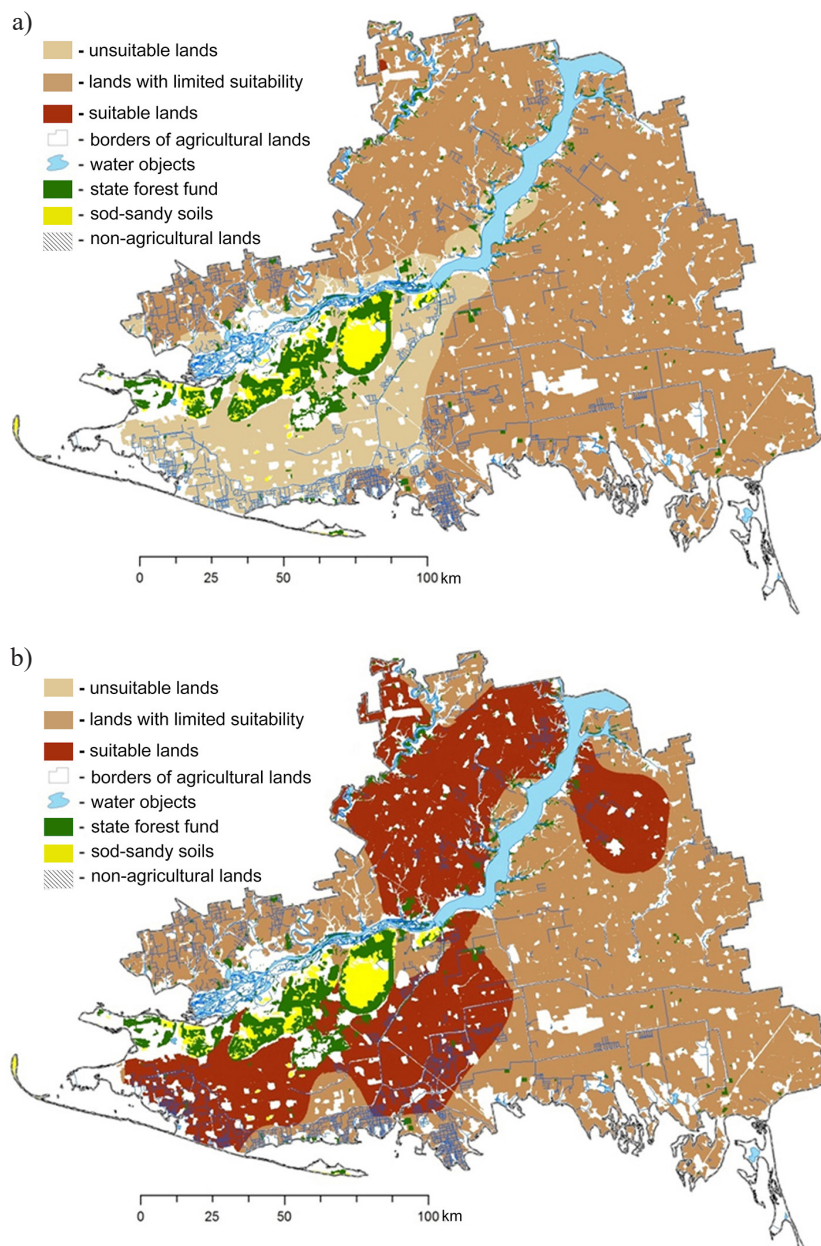 a)
- unsuitable lands
- lands with limited suitability
- suitable lands
- borders of agricultural lands
- water objects
- state forest fund
- sod-sandy soils
- non-agricultural lands
0 25 50 100 km
b)
- unsuitable lands
- lands with limited suitability
- suitable lands
- borders of agricultural lands
- water objects
- state forest fund
- sod-sandy soils
- non-agricultural lands
0 25 50 100 km